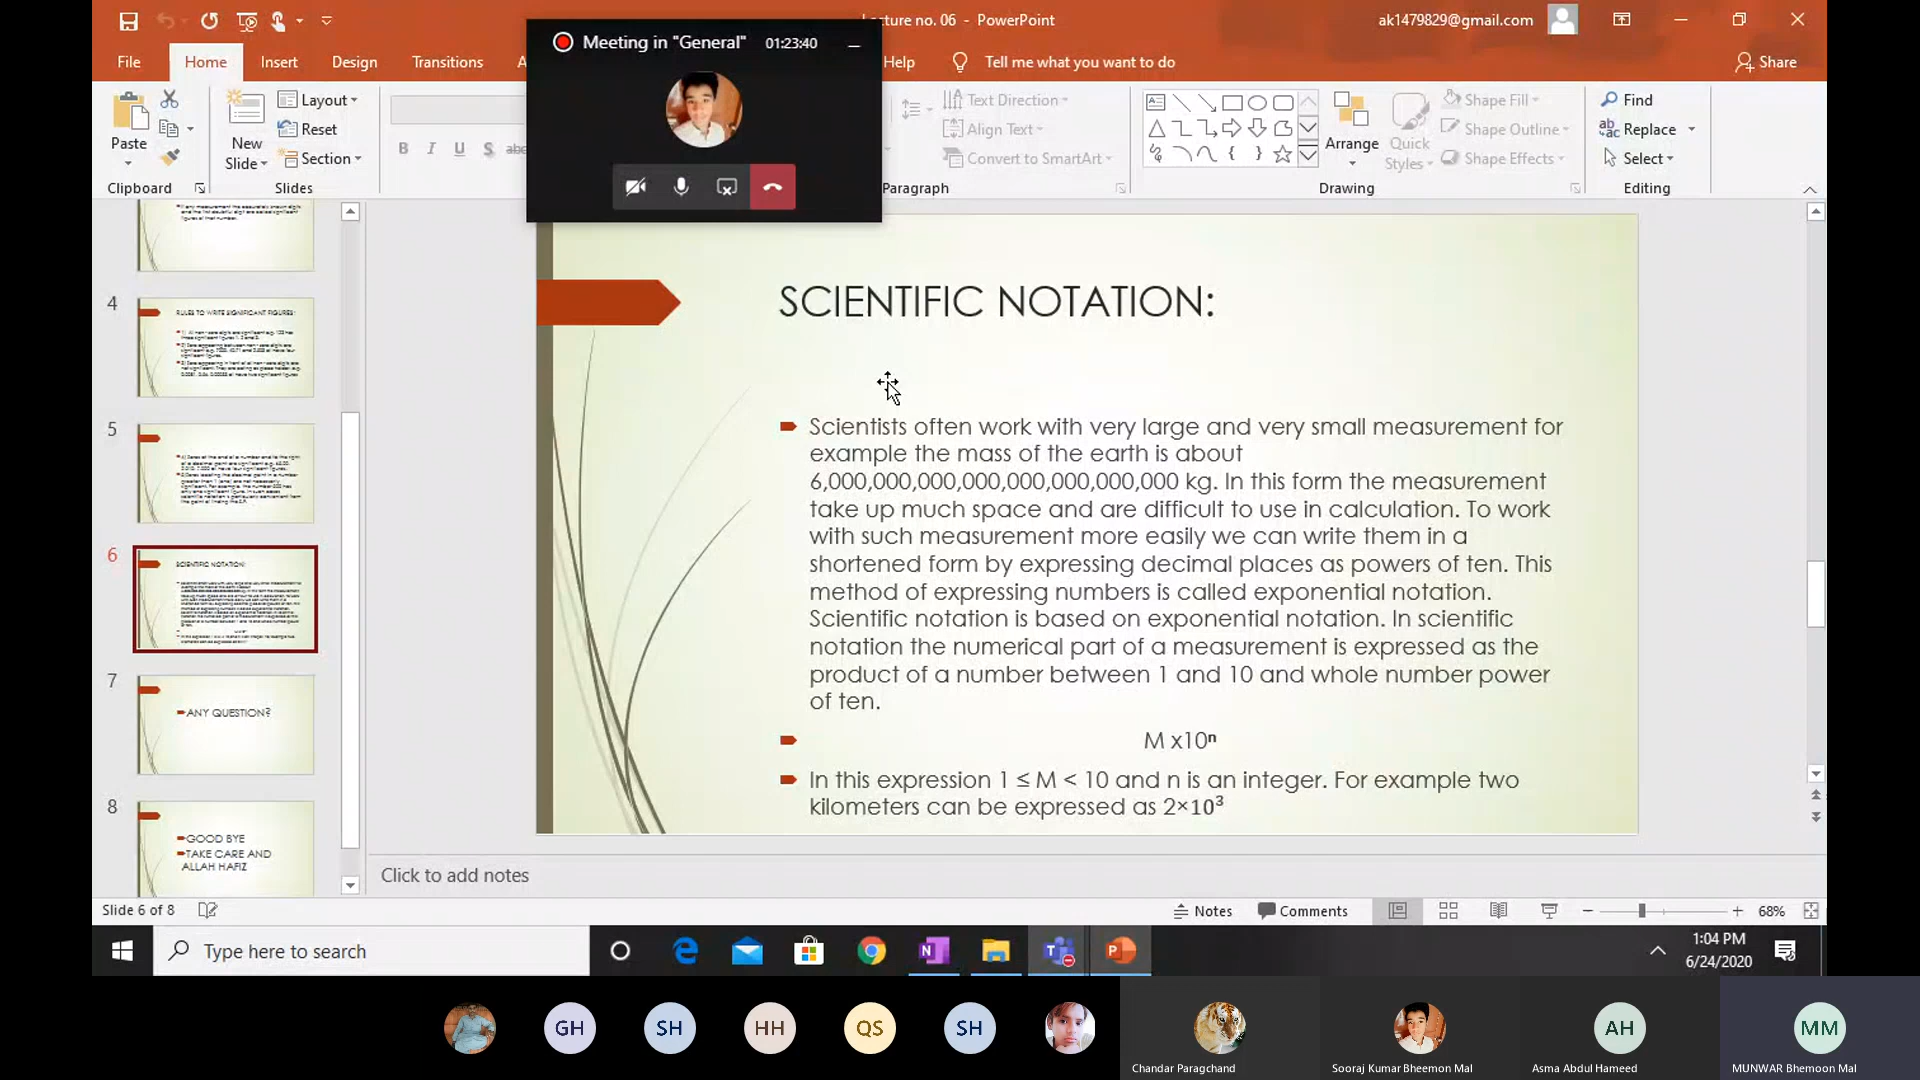 Lecture no. 06 - PowerPoint
ak1479829@gmail.com
Meeting in "General" 01:23:40
File Home Insert Design Transitions
Help Tell me what you want to do
Share
Paste
New
Slide
Layout
Reset
Section
B I U S abc
Text Direction
Align Text
Convert to SmartArt
Arrange
Quick
Styles
Shape Fill
Shape Outline
Shape Effects
Find
Replace
Select
Clipboard Slides Paragraph Drawing Editing
4
RULES TO WRITE SIGNIFICANT FIGURES:
5
6
SCIENTIFIC NOTATION:
7
ANY QUESTION?
8
GOOD BYE
TAKE CARE AND
ALLAH HAFIZ
SCIENTIFIC NOTATION:
Scientists often work with very large and very small measurement for
example the mass of the earth is about
6,000,000,000,000,000,000,000,000 kg. In this form the measurement
take up much space and are difficult to use in calculation. To work
with such measurement more easily we can write them in a
shortened form by expressing decimal places as powers of ten. This
method of expressing numbers is called exponential notation.
Scientific notation is based on exponential notation. In scientific
notation the numerical part of a measurement is expressed as the
product of a number between 1 and 10 and whole number power
of ten.
M x10ⁿ
In this expression 1 ≤ M < 10 and n is an integer. For example two
kilometers can be expressed as 2×10³
Click to add notes
Slide 6 of 8
Notes Comments 68%
Type here to search
1:04 PM
6/24/2020
GH SH HH QS SH AH MM
Chandar Paragchand Sooraj Kumar Bheemon Mal Asma Abdul Hameed MUNWAR Bhemoon Mal